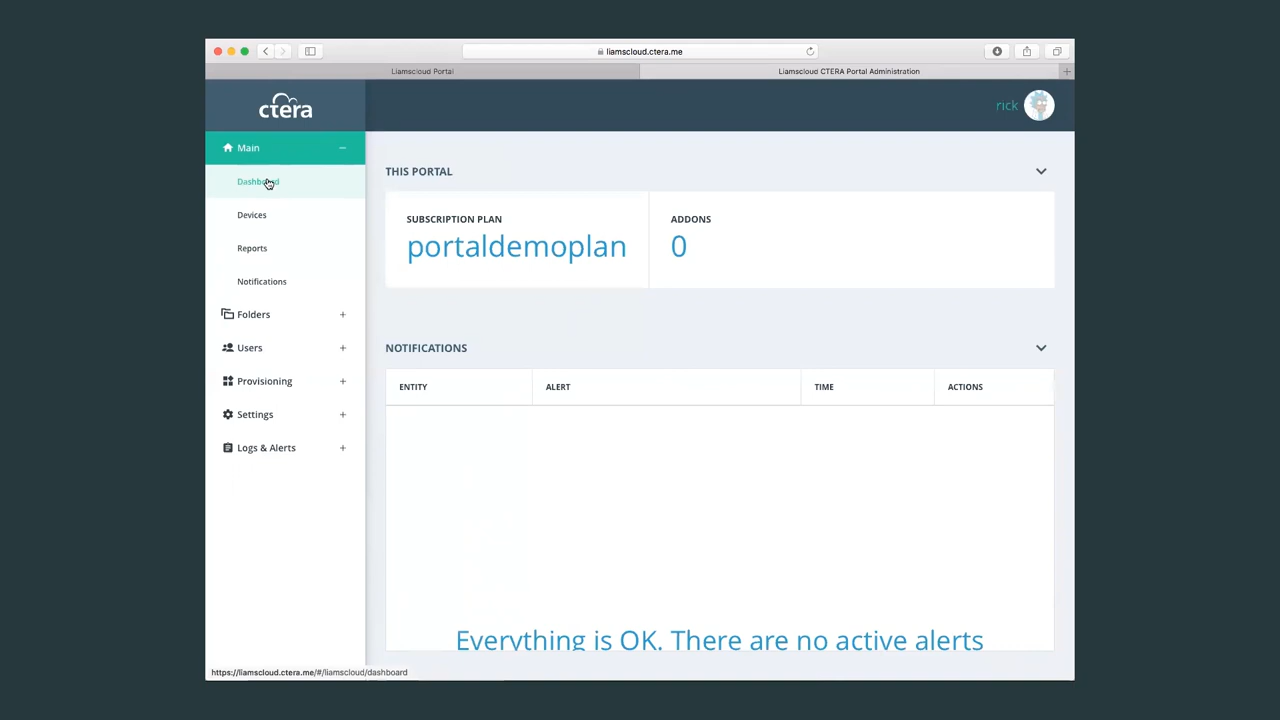 liamscloud.ctera.me
Liamscloud Portal
Liamscloud CTERA Portal Administration
ctera
rick
Main
Dashboard
Devices
Reports
Notifications
Folders
Users
Provisioning
Settings
Logs & Alerts
THIS PORTAL
SUBSCRIPTION PLAN
portaldemoplan
ADDONS
0
NOTIFICATIONS
ENTITY
ALERT
TIME
ACTIONS
Everything is OK. There are no active alerts
https://liamscloud.ctera.me/#/liamscloud/dashboard